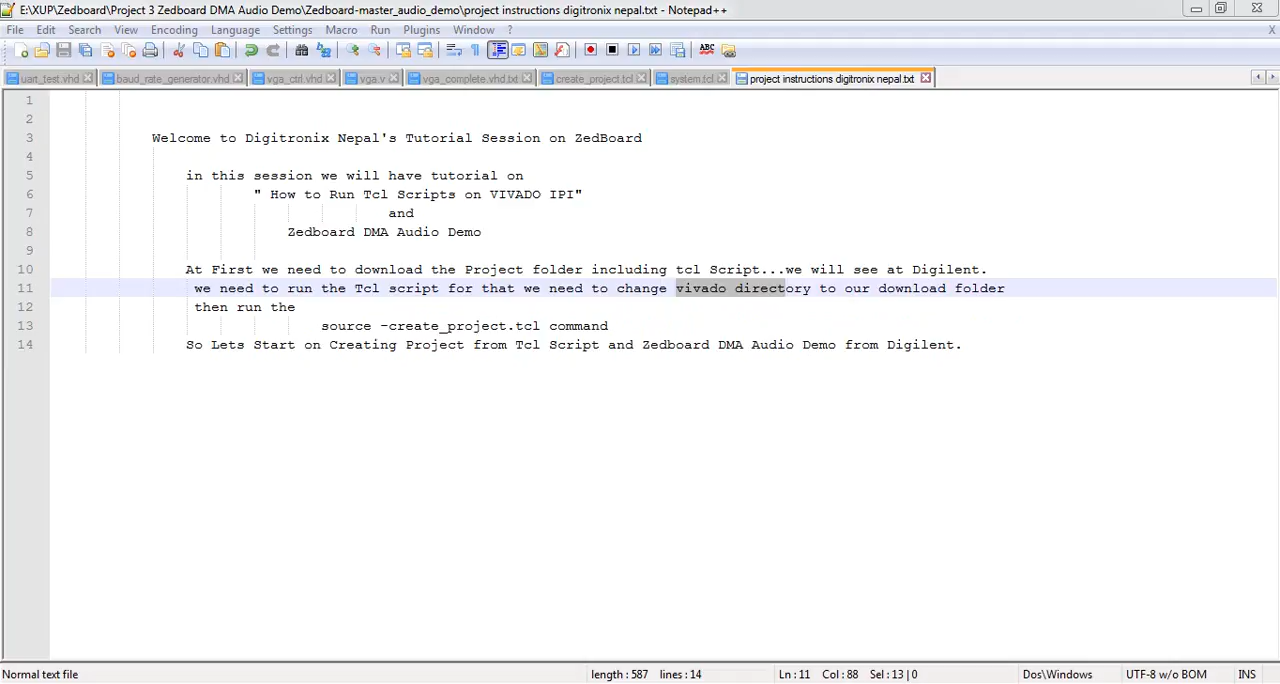 E:\XUP\Zedboard\Project 3 Zedboard DMA Audio Demo\Zedboard-master_audio_demo\project instructions digitronix nepal.txt - Notepad++
File Edit Search View Encoding Language Settings Macro Run Plugins Window ? X
uart_test.vhd baud_rate_generator.vhd vga_ctrl.vhd vga.v vga_complete.vhd.txt create_project.tcl system.tcl project instructions digitronix nepal.txt
1
2
3 Welcome to Digitronix Nepal's Tutorial Session on ZedBoard
4
5 in this session we will have tutorial on
6 " How to Run Tcl Scripts on VIVADO IPI"
7 and
8 Zedboard DMA Audio Demo
9
10 At First we need to download the Project folder including tcl Script...we will see at Digilent.
11 we need to run the Tcl script for that we need to change vivado directory to our download folder
12 then run the
13 source -create_project.tcl command
14 So Lets Start on Creating Project from Tcl Script and Zedboard DMA Audio Demo from Digilent.
Normal text file length : 587 lines : 14 Ln : 11 Col : 88 Sel : 13 | 0 Dos\Windows UTF-8 w/o BOM INS